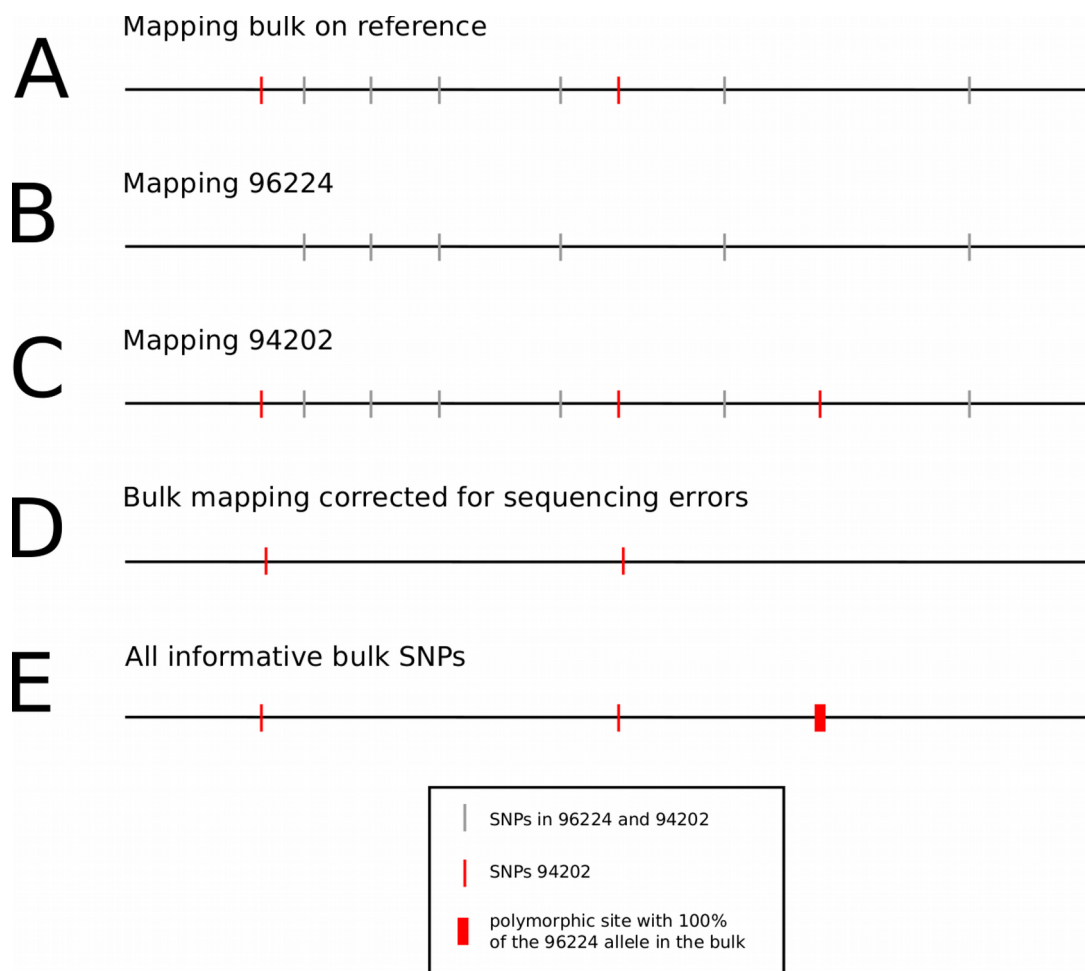 Mapping bulk on reference
A
Mapping 96224
B
Mapping 94202
C
Bulk mapping corrected for sequencing errors
D
All informative bulk SNPs
E
SNPs in 96224 and 94202
SNPs 94202
polymorphic site with 100%
of the 96224 allele in the bulk